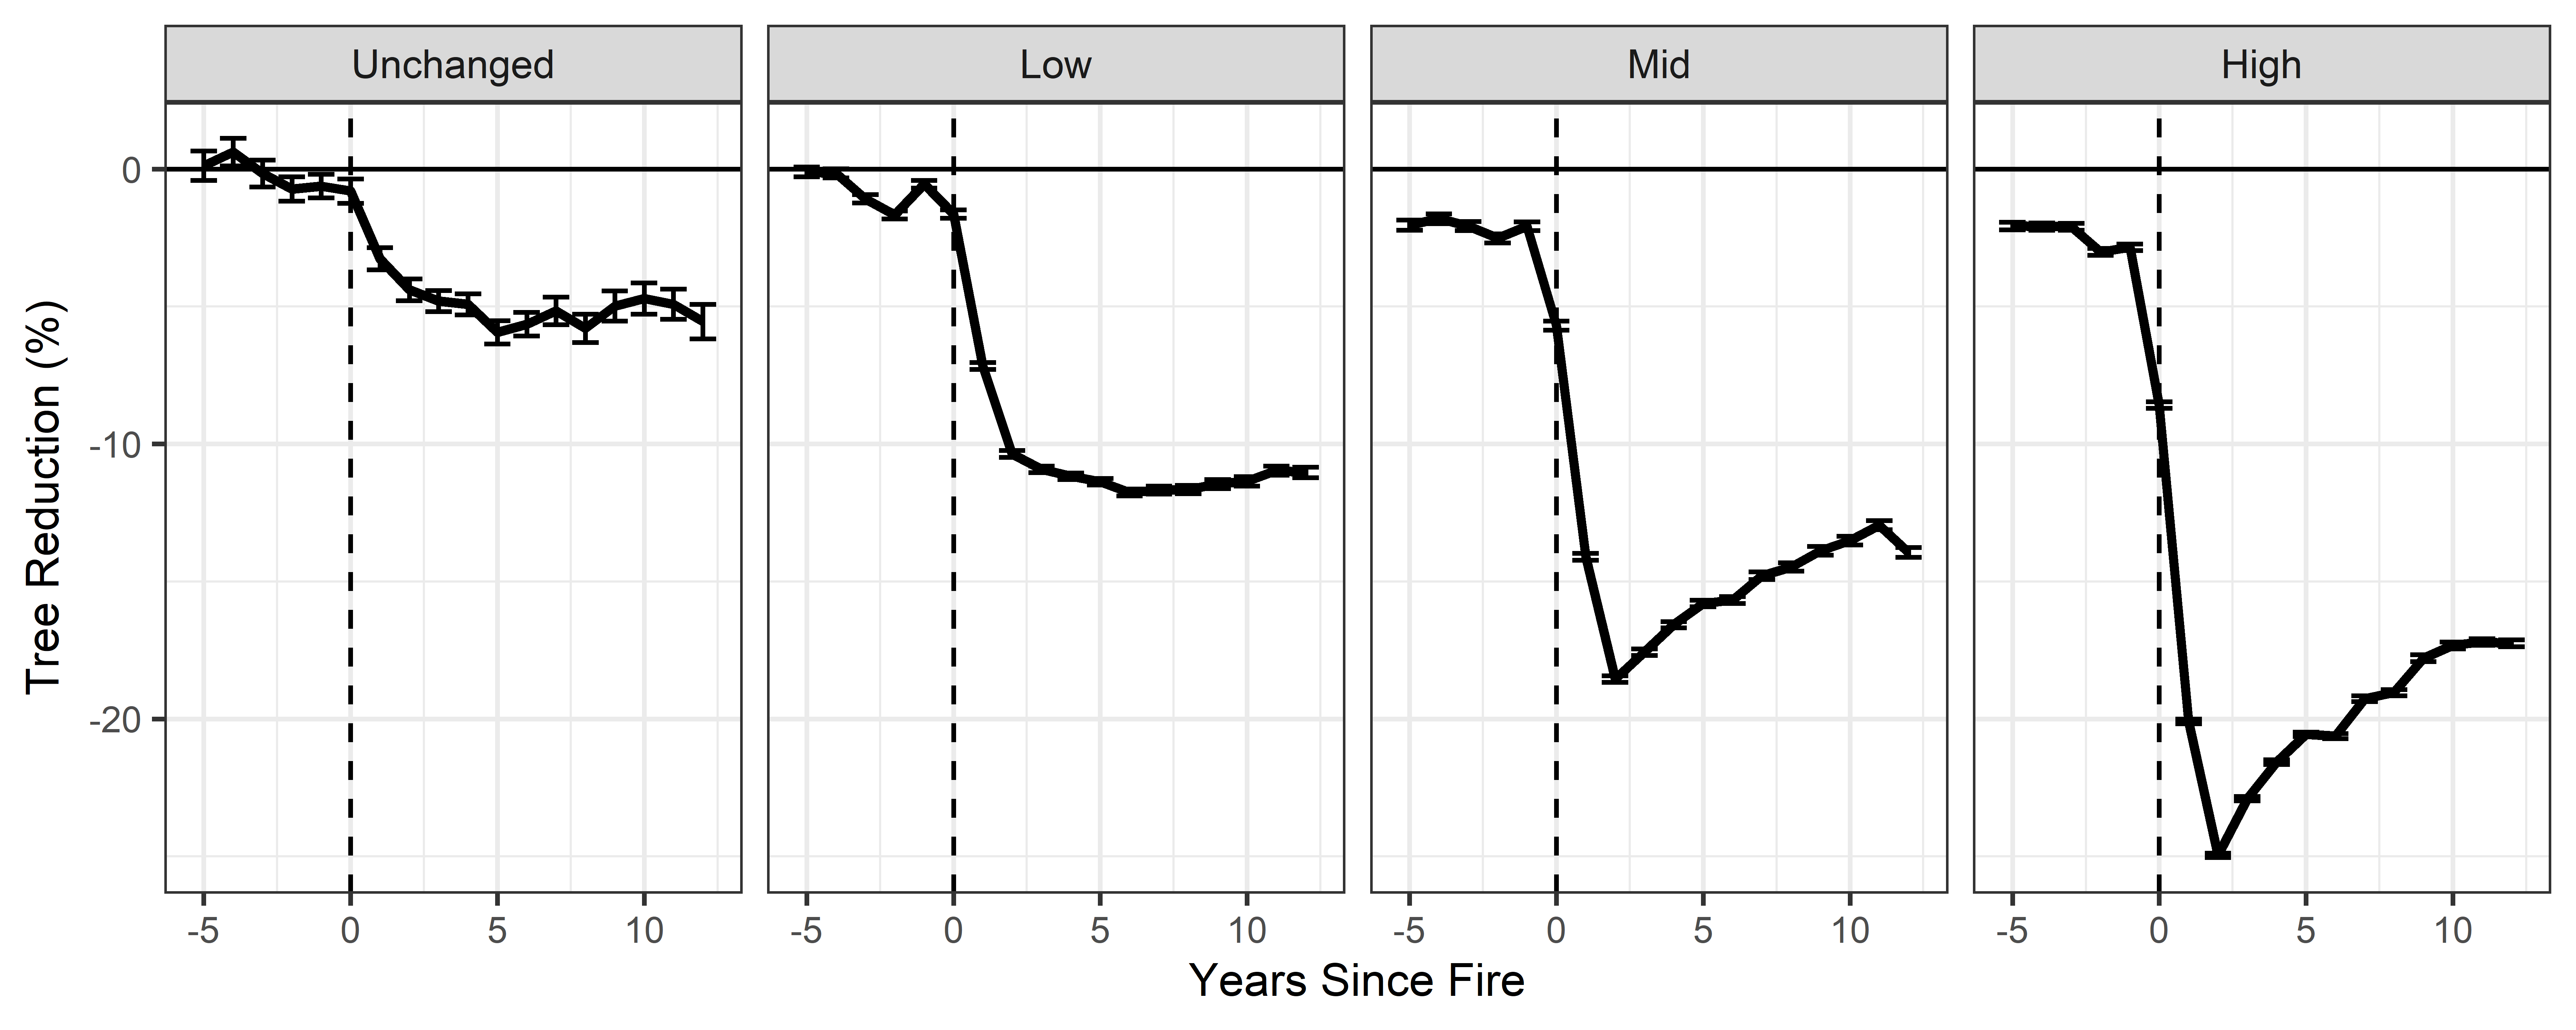 Unchanged Low Mid High
Tree Reduction (%)
0
-10
-20
-5 0 5 10 -5 0 5 10 -5 0 5 10 -5 0 5 10
Years Since Fire